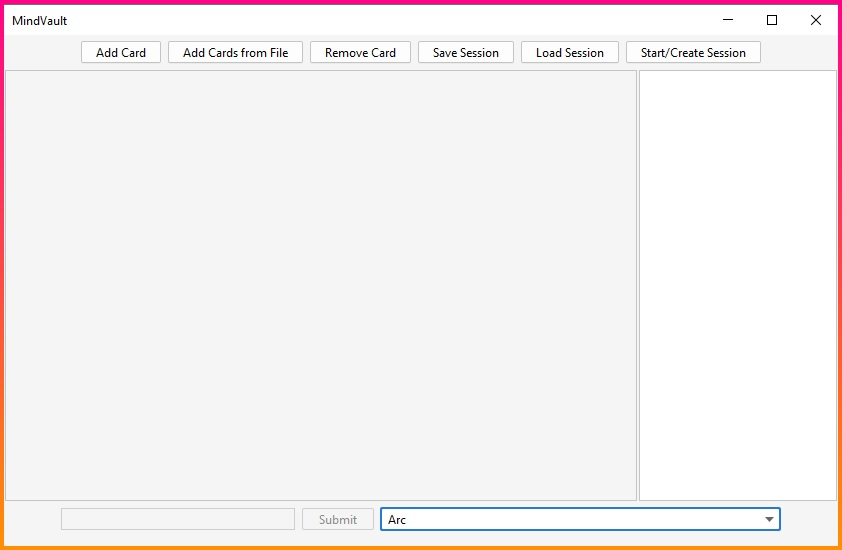 MindVault
Add Card Add Cards from File Remove Card Save Session Load Session Start/Create Session
Submit Arc